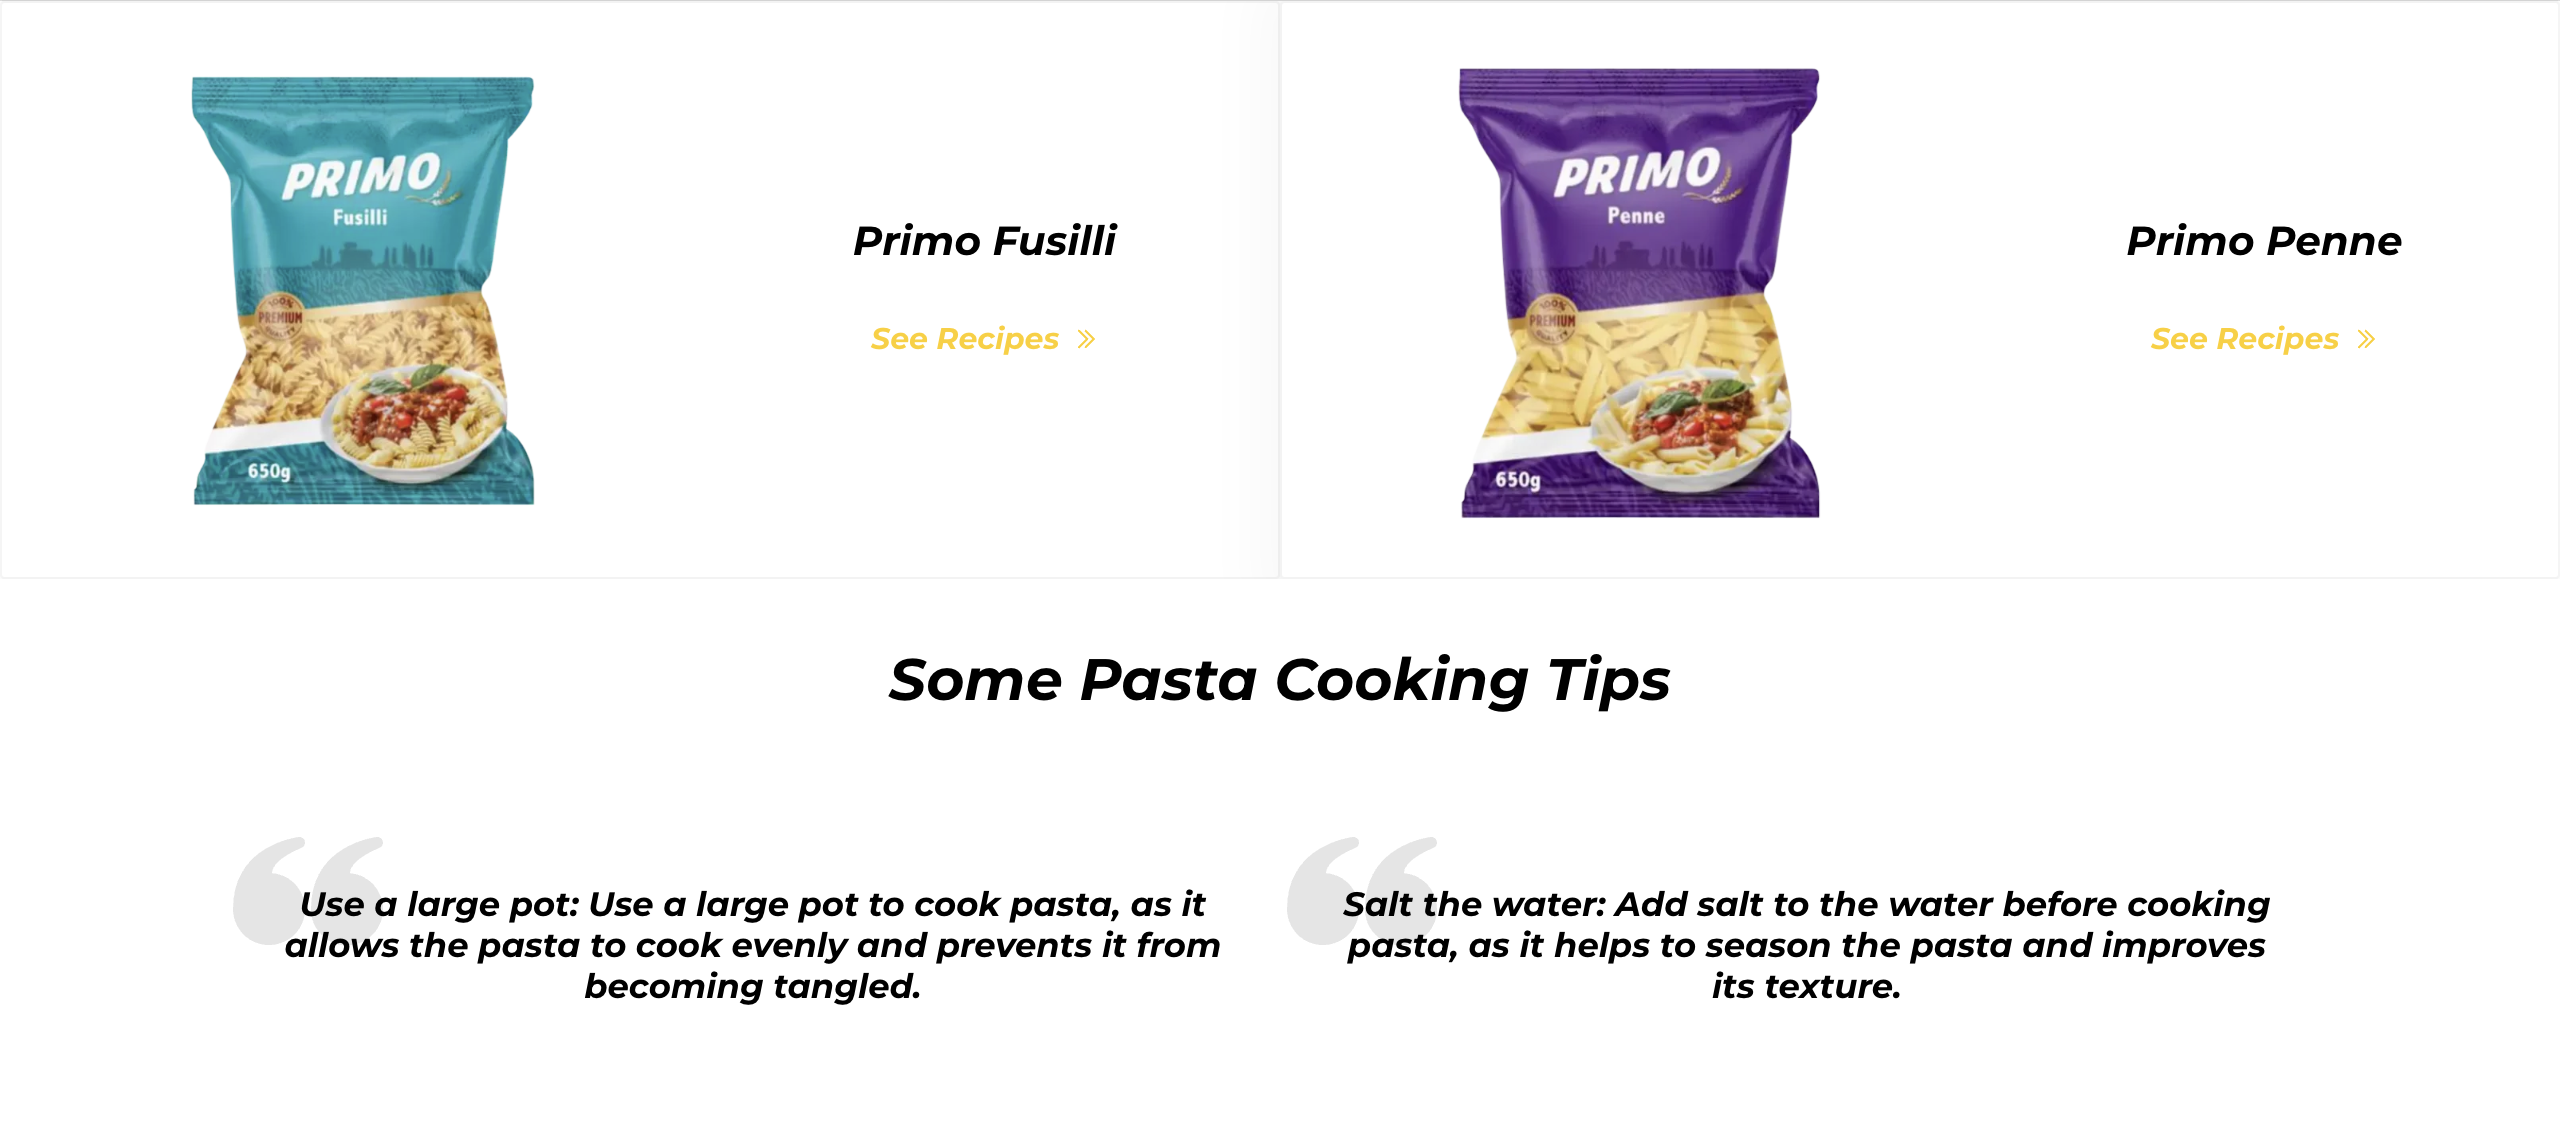 PRIMO
Fusilli
100%
PREMIUM
QUALITY
650g
Primo Fusilli
See Recipes
PRIMO
Penne
100%
PREMIUM
QUALITY
650g
Primo Penne
See Recipes
Some Pasta Cooking Tips
Use a large pot: Use a large pot to cook pasta, as it
allows the pasta to cook evenly and prevents it from
becoming tangled.
Salt the water: Add salt to the water before cooking
pasta, as it helps to season the pasta and improves
its texture.